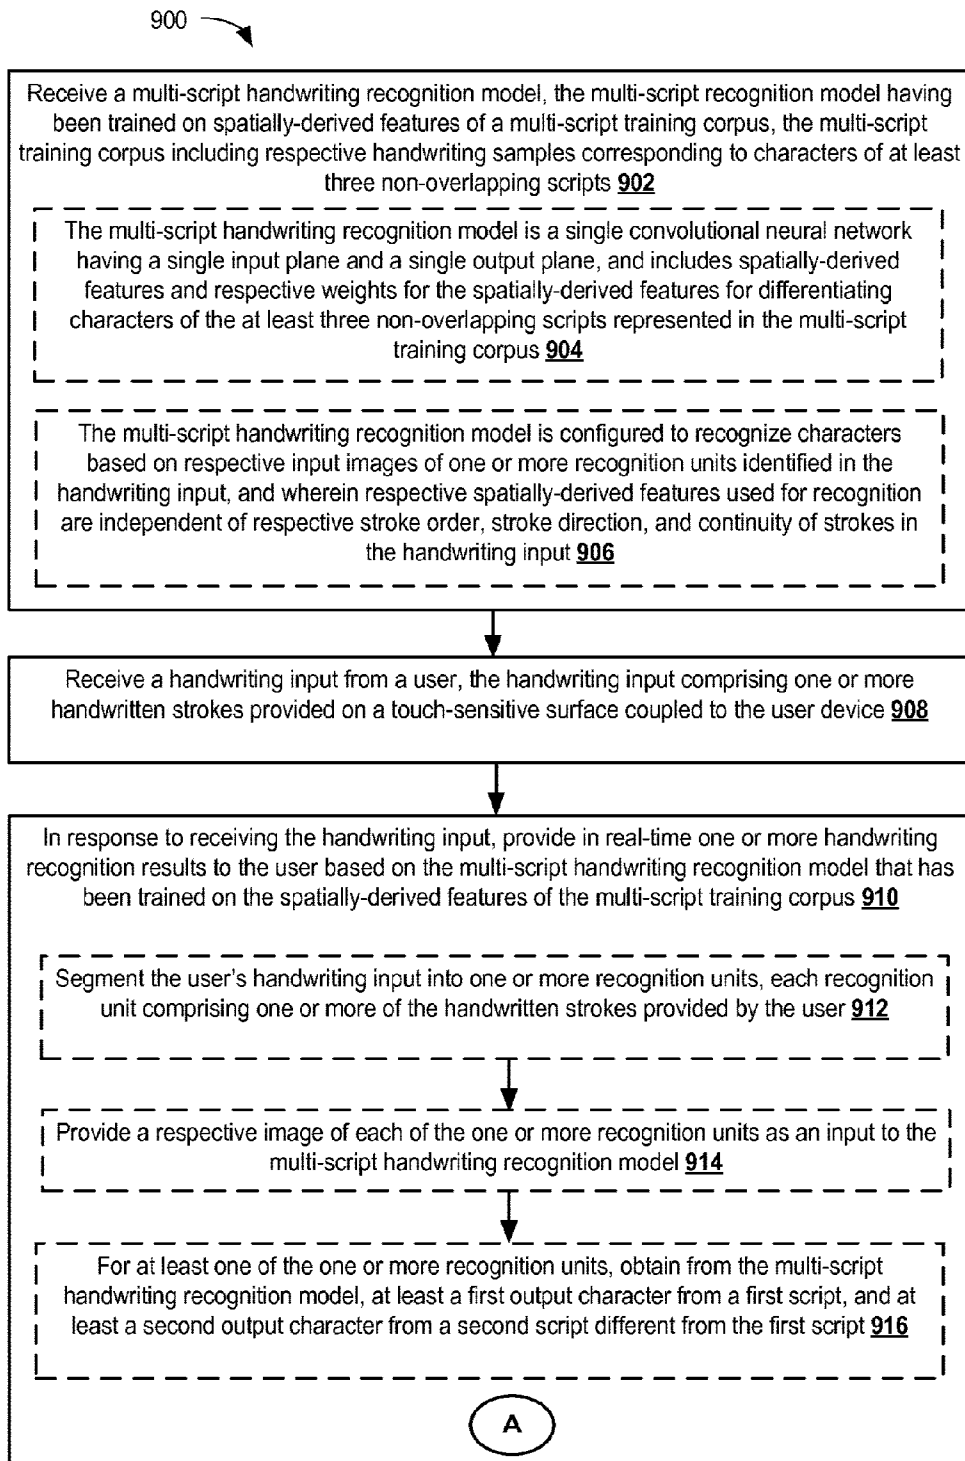 900
Receive a multi-script handwriting recognition model, the multi-script recognition model having
been trained on spatially-derived features of a multi-script training corpus, the multi-script
training corpus including respective handwriting samples corresponding to characters of at least
three non-overlapping scripts 902
The multi-script handwriting recognition model is a single convolutional neural network
having a single input plane and a single output plane, and includes spatially-derived
features and respective weights for the spatially-derived features for differentiating
characters of the at least three non-overlapping scripts represented in the multi-script
training corpus 904
The multi-script handwriting recognition model is configured to recognize characters
based on respective input images of one or more recognition units identified in the
handwriting input, and wherein respective spatially-derived features used for recognition
are independent of respective stroke order, stroke direction, and continuity of strokes in
the handwriting input 906
Receive a handwriting input from a user, the handwriting input comprising one or more
handwritten strokes provided on a touch-sensitive surface coupled to the user device 908
In response to receiving the handwriting input, provide in real-time one or more handwriting
recognition results to the user based on the multi-script handwriting recognition model that has
been trained on the spatially-derived features of the multi-script training corpus 910
Segment the user's handwriting input into one or more recognition units, each recognition
unit comprising one or more of the handwritten strokes provided by the user 912
Provide a respective image of each of the one or more recognition units as an input to the
multi-script handwriting recognition model 914
For at least one of the one or more recognition units, obtain from the multi-script
handwriting recognition model, at least a first output character from a first script, and at
least a second output character from a second script different from the first script 916
A